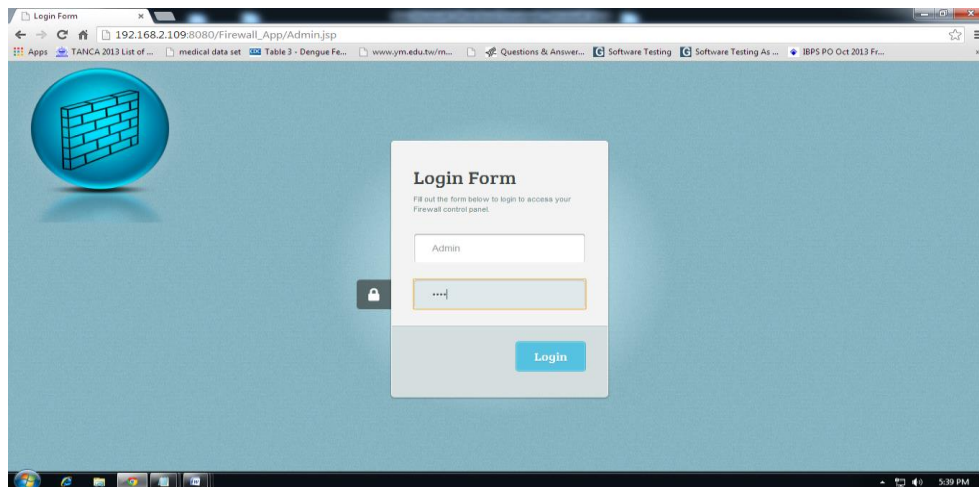 Login Form
192.168.2.109:8080/Firewall_App/Admin.jsp
Apps TANCA 2013 List of ... medical data set Table 3 - Dengue Fe... www.ym.edu.tw/m... Questions & Answer... Software Testing Software Testing As ... IBPS PO Oct 2013 Fr...
Login Form
Fill out the form below to login to access your
Firewall control panel.
Admin
••••
Login
5:39 PM